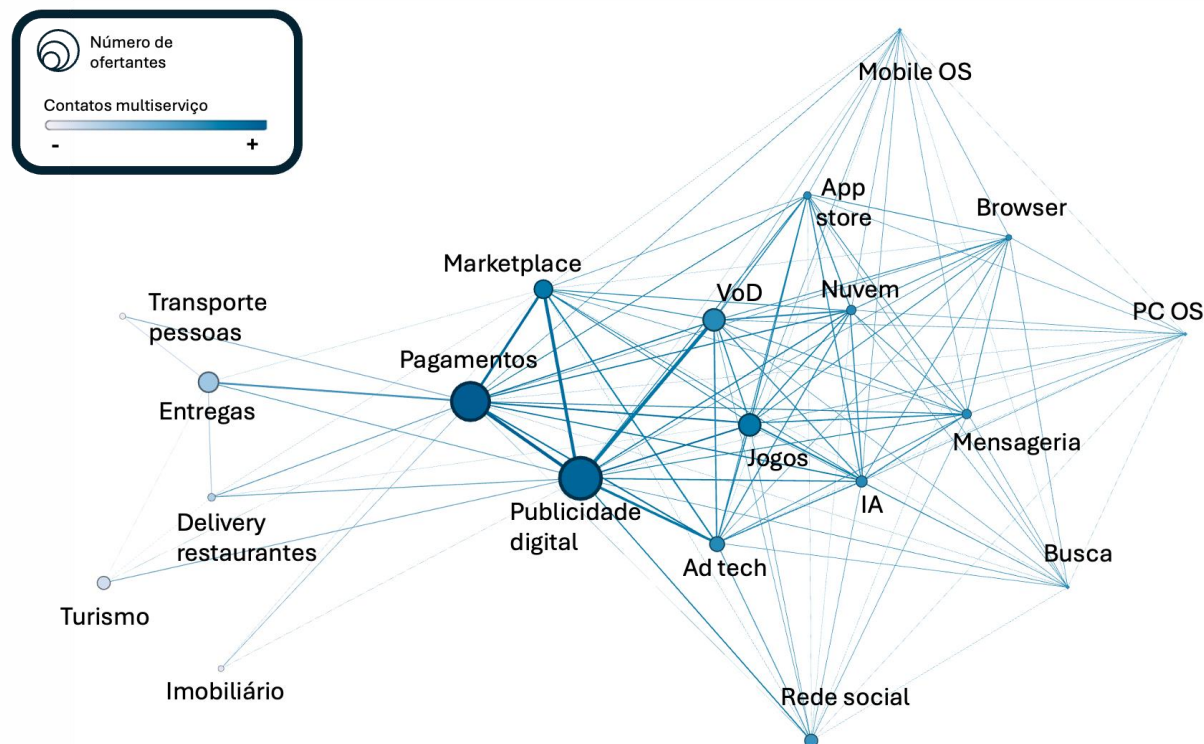 Número de
ofertantes
Contatos multiserviço
-
+
Mobile OS
App
store
Browser
Marketplace
VoD
Nuvem
PC OS
Transporte
pessoas
Pagamentos
Entregas
Mensageria
Jogos
IA
Publicidade
digital
Delivery
restaurantes
Ad tech
Busca
Turismo
Imobiliário
Rede social